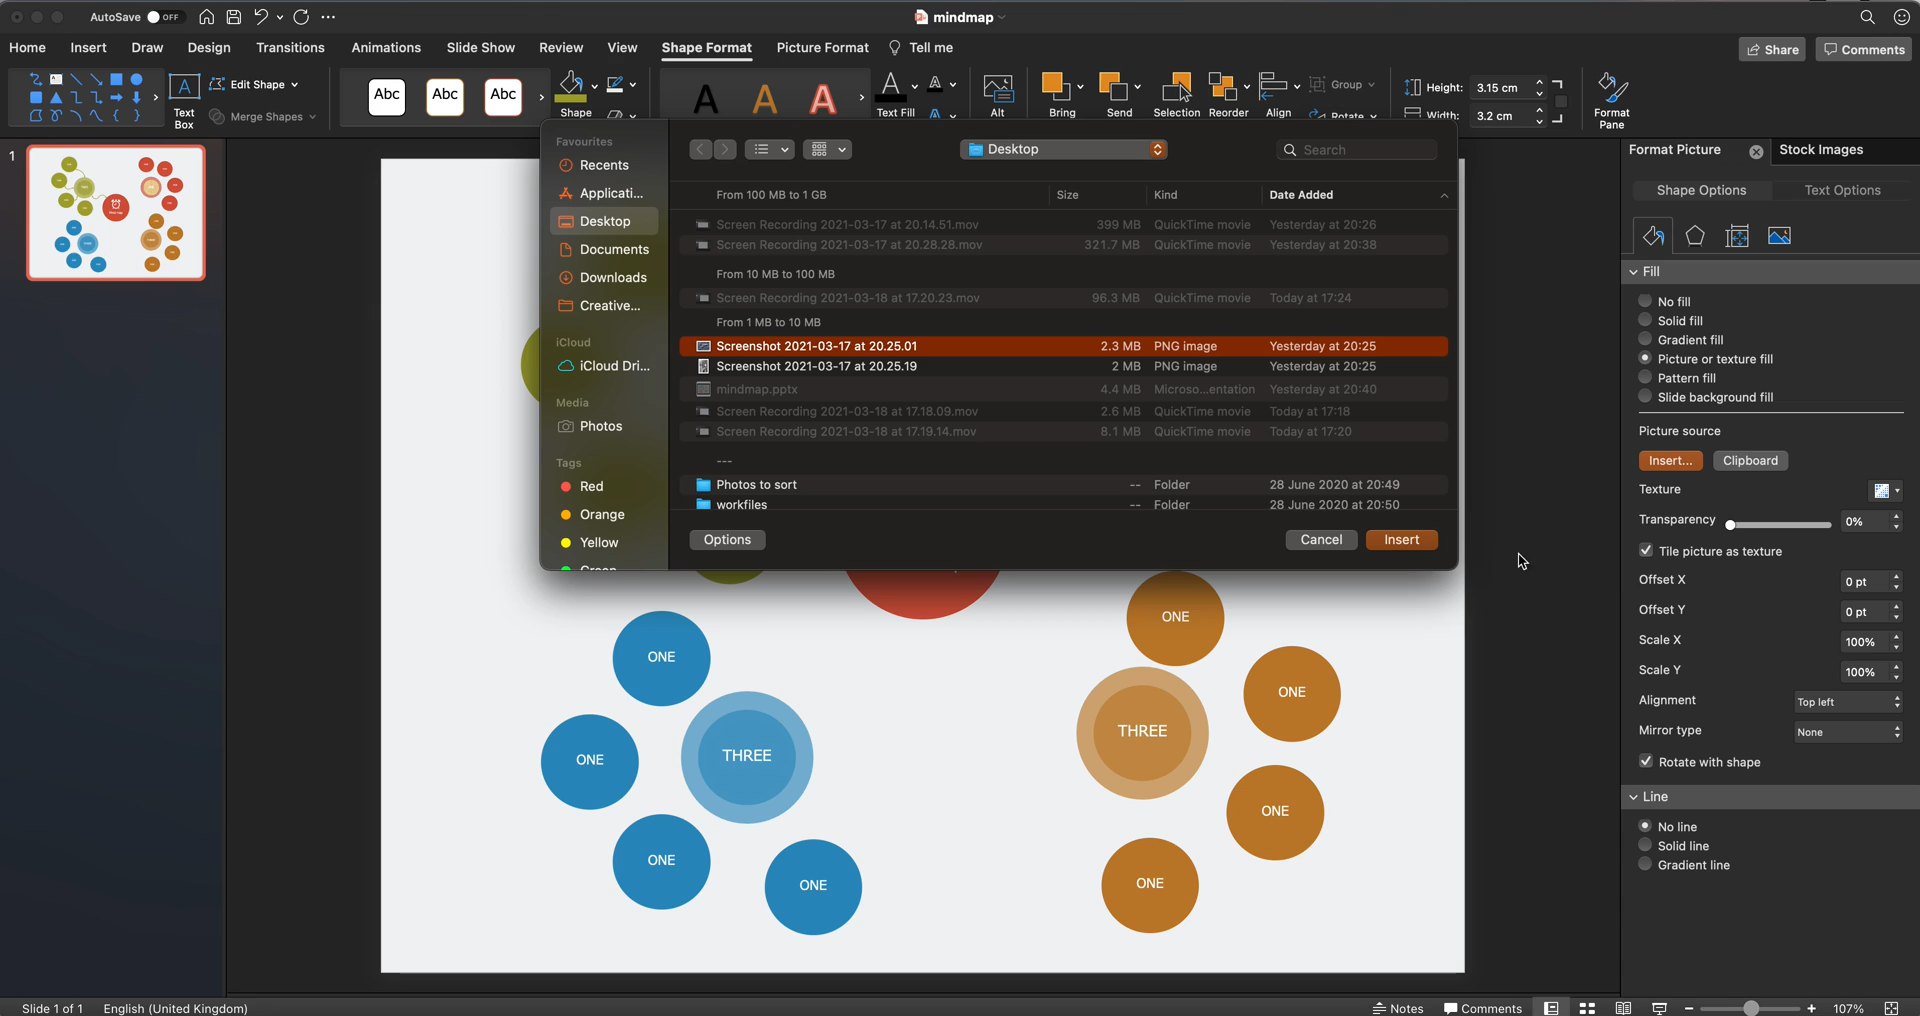 AutoSave OFF
mindmap
Home Insert Draw Design Transitions Animations Slide Show Review View Shape Format Picture Format Tell me
Share Comments
Text Box
Edit Shape
Merge Shapes
Abc Abc Abc
Shape
A A A
Text Fill
Alt
Bring
Send
Selection
Reorder
Align
Group
Rotate
Height: 3.15 cm
Width: 3.2 cm
Format Pane
1
Favourites
Recents
Applicati...
Desktop
Documents
Downloads
Creative...
iCloud
iCloud Dri...
Media
Photos
Tags
Red
Orange
Yellow
Green
Desktop
Search
From 100 MB to 1 GB Size Kind Date Added
Screen Recording 2021-03-17 at 20.14.51.mov 399 MB QuickTime movie Yesterday at 20:26
Screen Recording 2021-03-17 at 20.28.28.mov 321.7 MB QuickTime movie Yesterday at 20:38
From 10 MB to 100 MB
Screen Recording 2021-03-18 at 17.20.23.mov 96.3 MB QuickTime movie Today at 17:24
From 1 MB to 10 MB
Screenshot 2021-03-17 at 20.25.01 2.3 MB PNG image Yesterday at 20:25
Screenshot 2021-03-17 at 20.25.19 2 MB PNG image Yesterday at 20:25
mindmap.pptx 4.4 MB Microso...entation Yesterday at 20:40
Screen Recording 2021-03-18 at 17.18.09.mov 2.6 MB QuickTime movie Today at 17:18
Screen Recording 2021-03-18 at 17.19.14.mov 8.1 MB QuickTime movie Today at 17:20
---
Photos to sort -- Folder 28 June 2020 at 20:49
workfiles -- Folder 28 June 2020 at 20:50
Options
Cancel Insert
ONE
ONE
THREE
ONE
ONE
ONE
ONE
THREE
ONE
ONE
Format Picture Stock Images
Shape Options Text Options
Fill
No fill
Solid fill
Gradient fill
Picture or texture fill
Pattern fill
Slide background fill
Picture source
Insert... Clipboard
Texture
Transparency 0%
Tile picture as texture
Offset X 0 pt
Offset Y 0 pt
Scale X 100%
Scale Y 100%
Alignment Top left
Mirror type None
Rotate with shape
Line
No line
Solid line
Gradient line
Slide 1 of 1 English (United Kingdom)
Notes Comments 107%